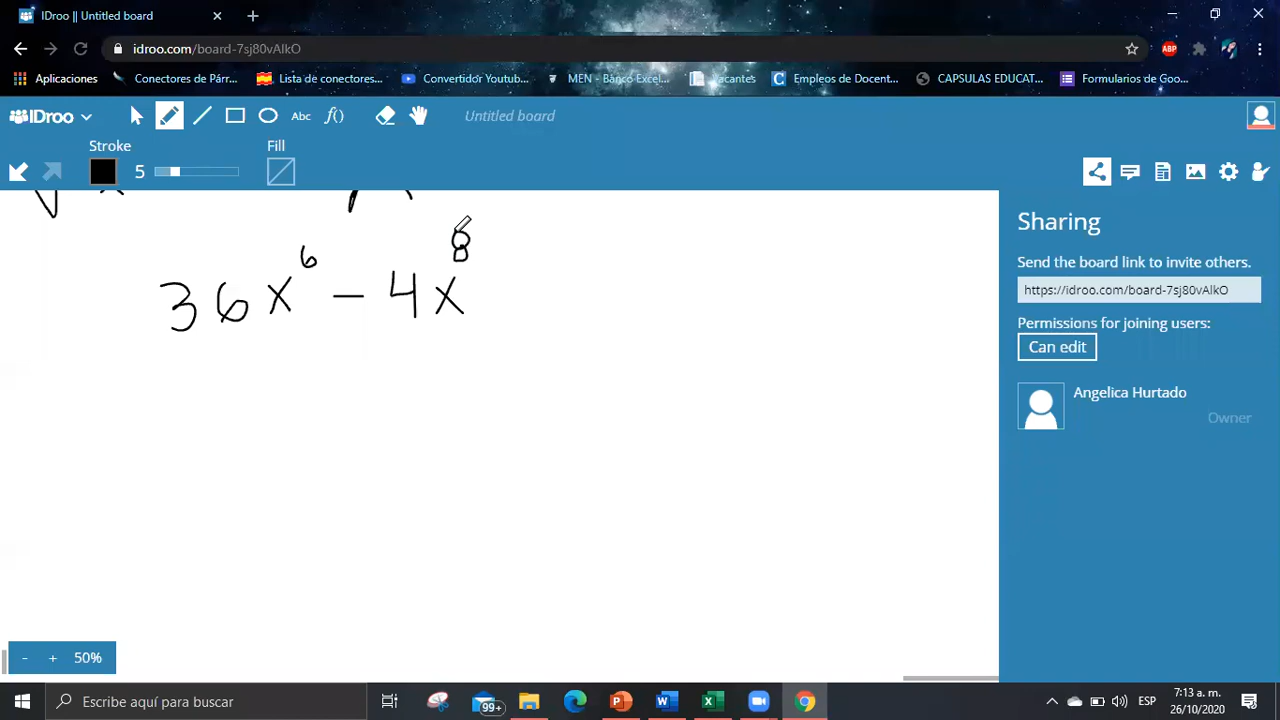 IDroo || Untitled board
idroo.com/board-7sj80vAlkO
ABP
Aplicaciones
Conectores de Párr...
Lista de conectores...
Convertidor Youtub...
MEN - Banco Excel...
Vacantes
Empleos de Docent...
CAPSULAS EDUCAT...
Formularios de Goo...
IDroo
Abc
f()
Untitled board
Stroke
5
Fill
36x⁶ − 4x⁸
Sharing
Send the board link to invite others.
https://idroo.com/board-7sj80vAlkO
Permissions for joining users:
Can edit
Angelica Hurtado
Owner
- + 50%
Escribe aquí para buscar
99+
ESP
7:13 a. m.
26/10/2020